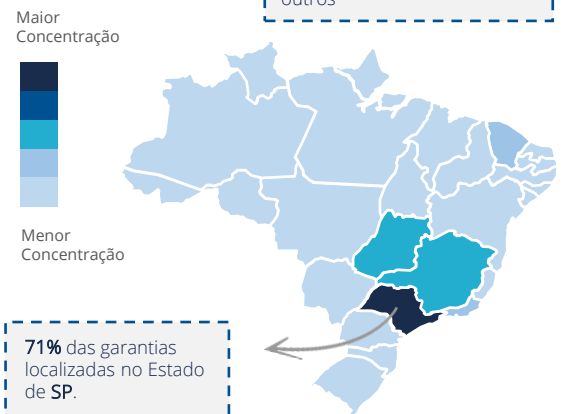 outros
Maior
Concentração
Menor
Concentração
71% das garantias
localizadas no Estado
de SP.